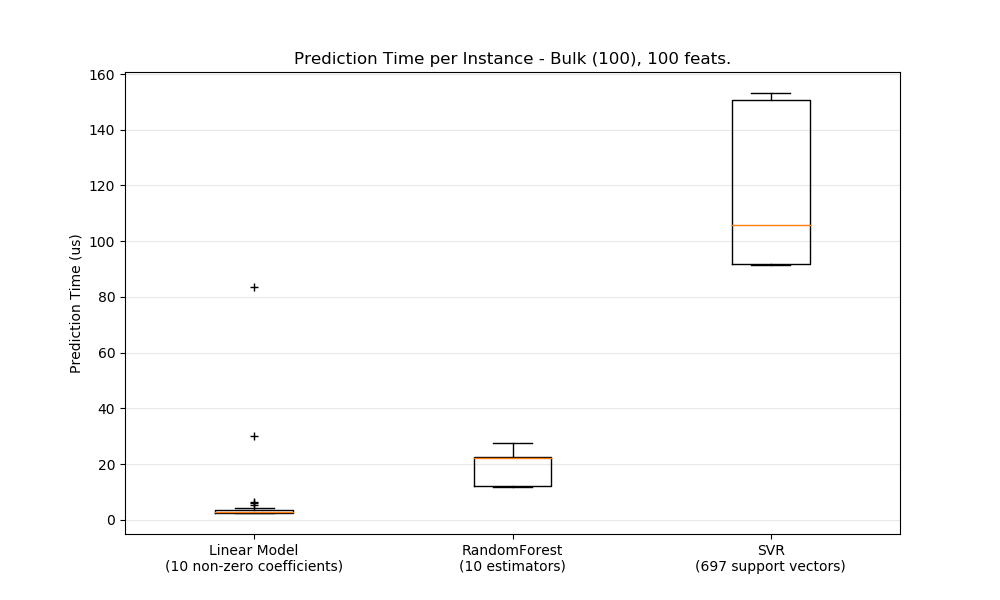 Prediction Time per Instance - Bulk (100), 100 feats.
160
140
120
100
80
60
40
20
0
Prediction Time (us)
Linear Model
(10 non-zero coefficients)
RandomForest
(10 estimators)
SVR
(697 support vectors)